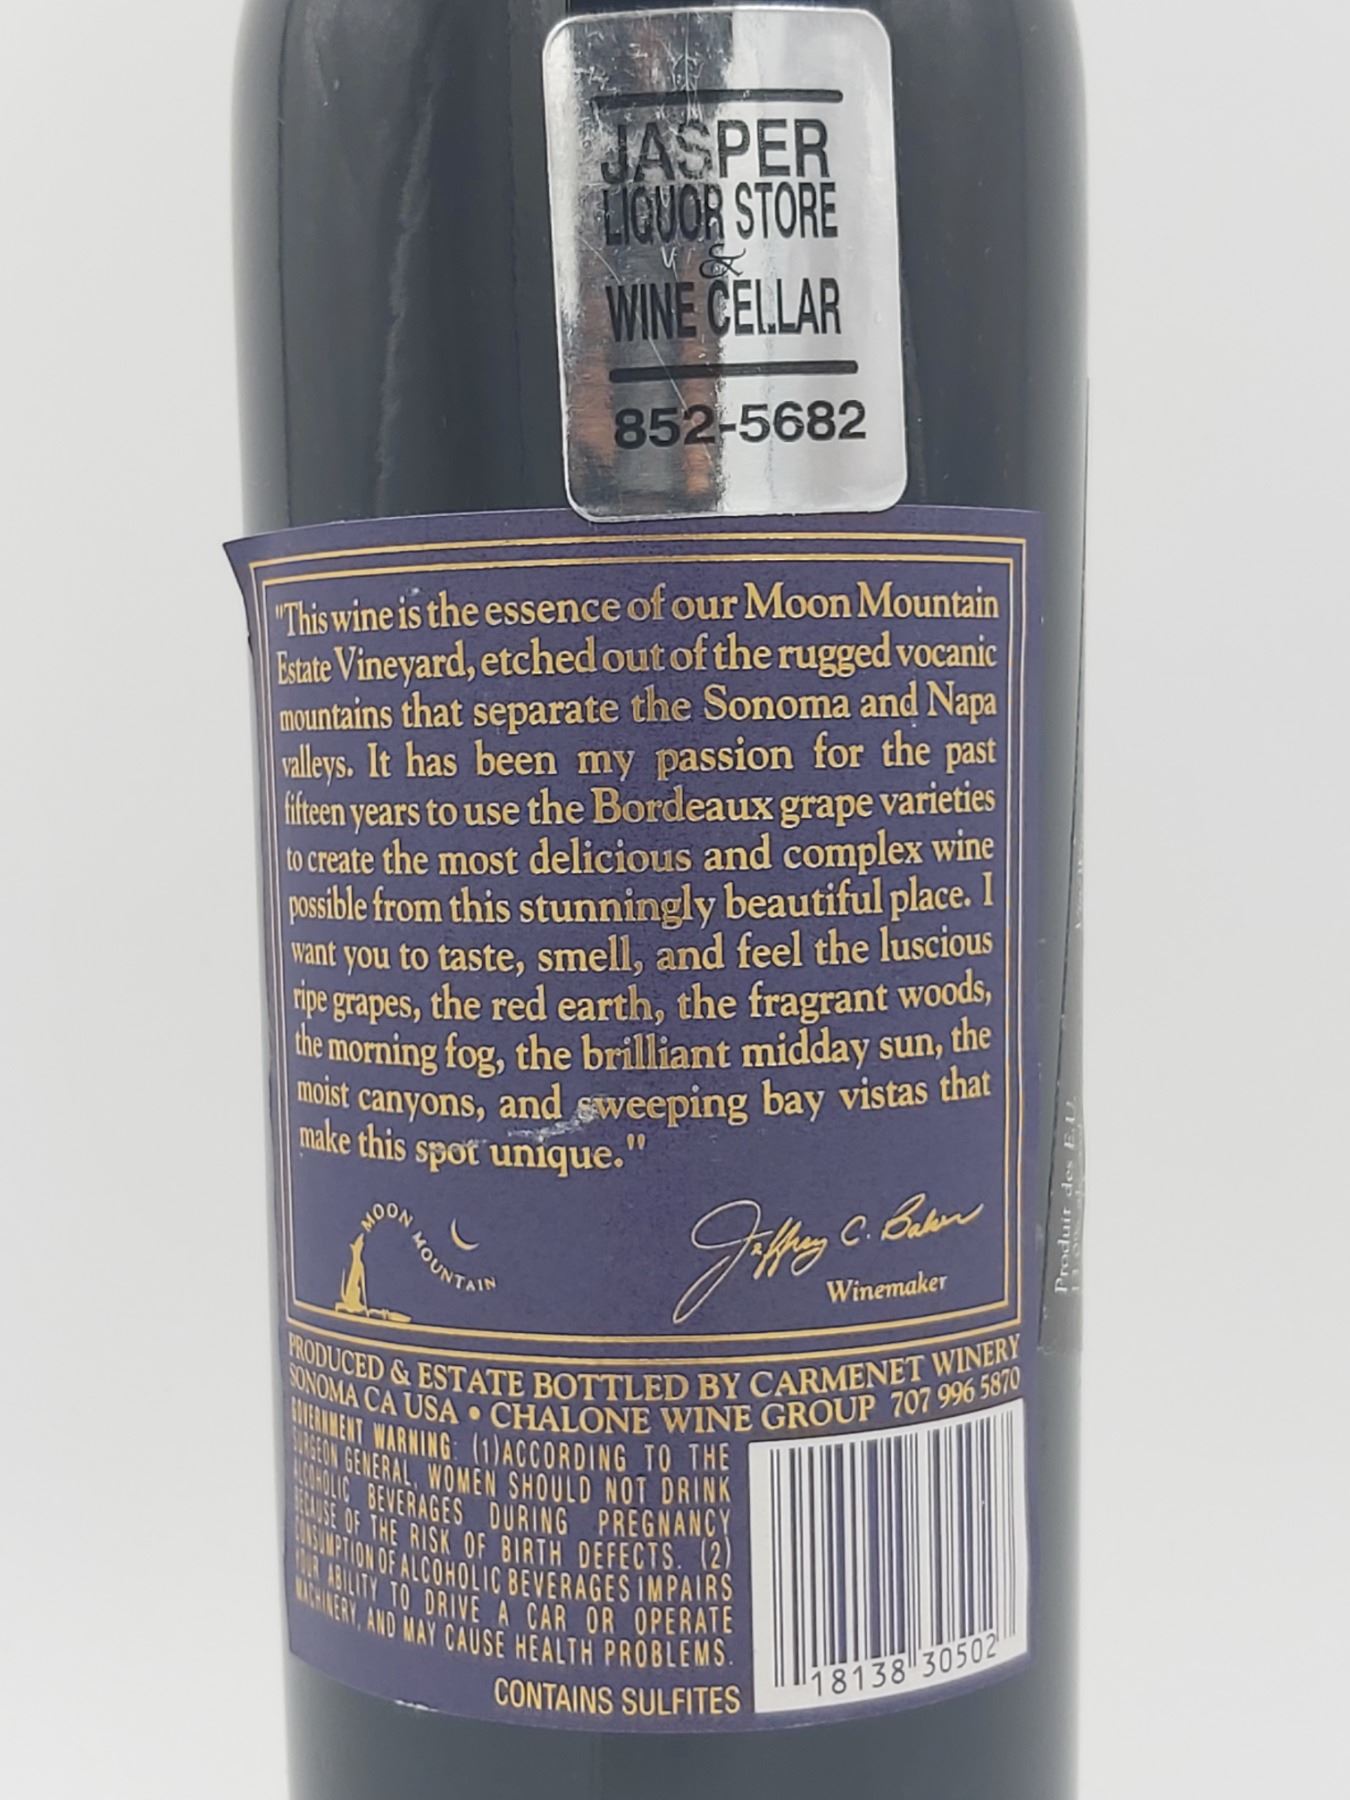 JASPER
LIQUOR STORE
&
WINE CELLAR
852-5682
"This wine is the essence of our Moon Mountain
Estate Vineyard, etched out of the rugged vocanic
mountains that separate the Sonoma and Napa
valleys. It has been my passion for the past
fifteen years to use the Bordeaux grape varieties
to create the most delicious and complex wine
possible from this stunningly beautiful place. I
want you to taste, smell, and feel the luscious
ripe grapes, the red earth, the fragrant woods,
the morning fog, the brilliant midday sun, the
moist canyons, and sweeping bay vistas that
make this spot unique."
MOON MOUNTAIN
Jeffrey C. Baker
Winemaker
PRODUCED & ESTATE BOTTLED BY CARMENET WINERY
SONOMA CA USA • CHALONE WINE GROUP 707 996 5870
GOVERNMENT WARNING: (1) ACCORDING TO THE
SURGEON GENERAL, WOMEN SHOULD NOT DRINK
ALCOHOLIC BEVERAGES DURING PREGNANCY
BECAUSE OF THE RISK OF BIRTH DEFECTS. (2)
CONSUMPTION OF ALCOHOLIC BEVERAGES IMPAIRS
YOUR ABILITY TO DRIVE A CAR OR OPERATE
MACHINERY, AND MAY CAUSE HEALTH PROBLEMS.
CONTAINS SULFITES
18138 30502
Produit des E.U.